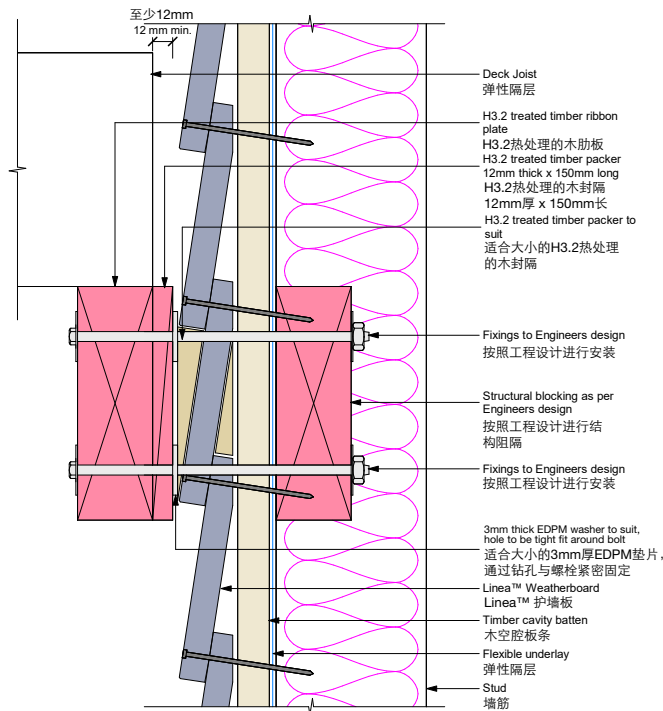 至少12mm
12 mm min.
Deck Joist
弹性隔层
H3.2 treated timber ribbon
plate
H3.2热处理的木肋板
H3.2 treated timber packer
12mm thick x 150mm long
H3.2热处理的木封隔
12mm厚 x 150mm长
H3.2 treated timber packer to
suit
适合大小的H3.2热处理
的木封隔
Fixings to Engineers design
按照工程设计进行安装
Structural blocking as per
Engineers design
按照工程设计进行结
构阻隔
Fixings to Engineers design
按照工程设计进行安装
3mm thick EDPM washer to suit,
hole to be tight fit around bolt
适合大小的3mm厚EDPM垫片，
通过钻孔与螺栓紧密固定
Linea™ Weatherboard
Linea™ 护墙板
Timber cavity batten
木空腔板条
Flexible underlay
弹性隔层
Stud
墙筋